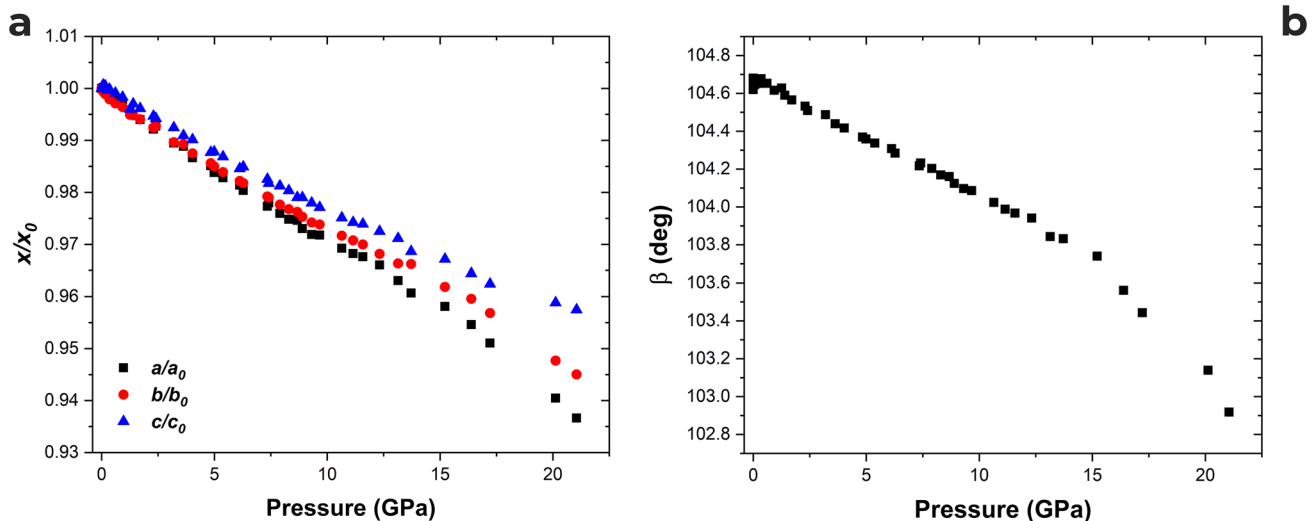 a
1.01
1.00
0.99
0.98
0.97
0.96
0.95
0.94
0.93
x/x0
a/a0
b/b0
c/c0
0 5 10 15 20
Pressure (GPa)
b
104.8
104.6
104.4
104.2
104.0
103.8
103.6
103.4
103.2
103.0
102.8
β (deg)
0 5 10 15 20
Pressure (GPa)